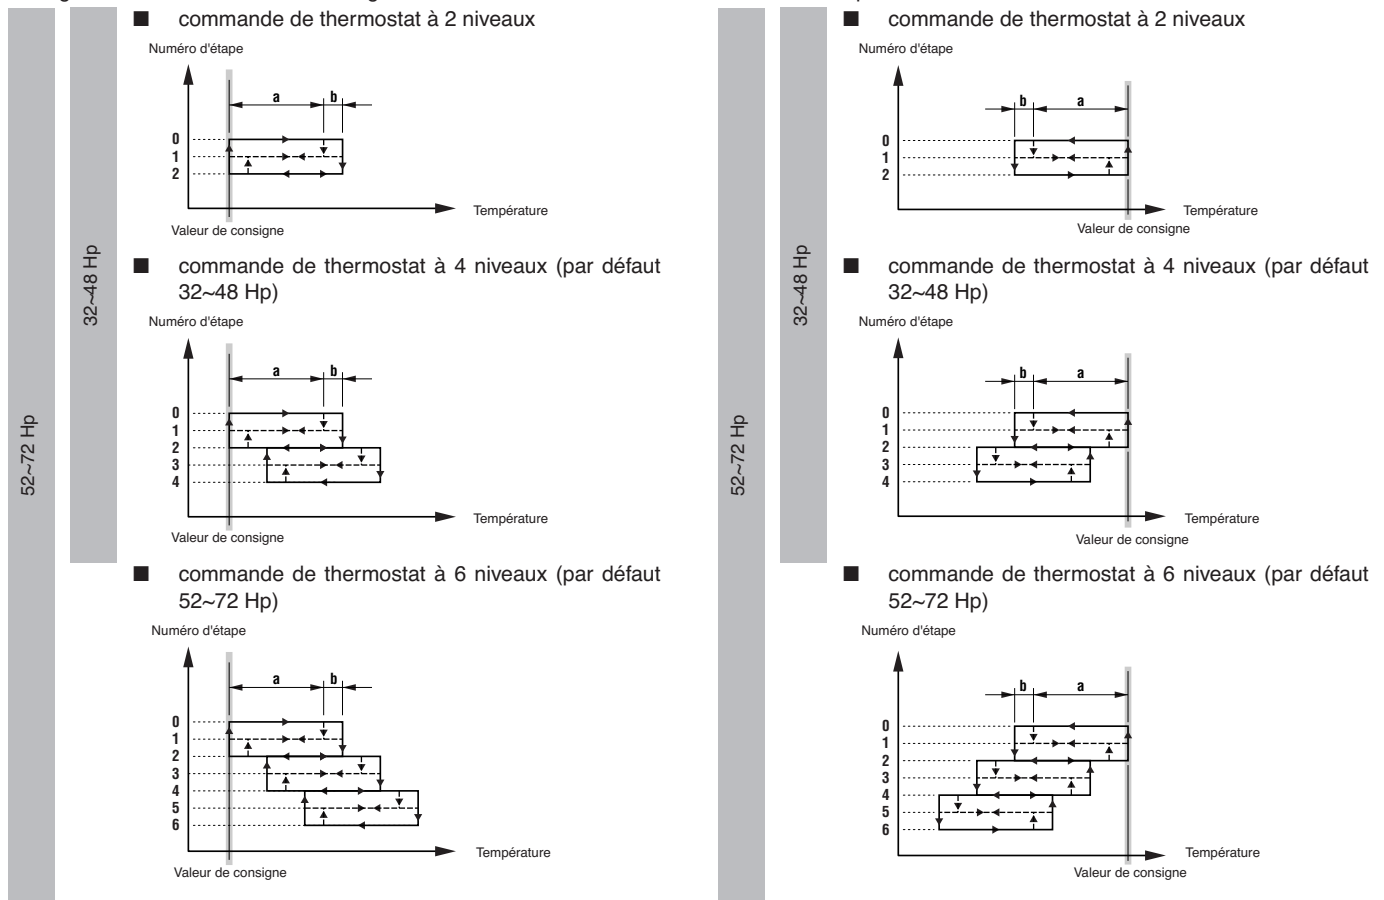 52~72 Hp
32~48 Hp
■ commande de thermostat à 2 niveaux
Numéro d'étape
a b
0
1
2
Température
Valeur de consigne
■ commande de thermostat à 4 niveaux (par défaut
32~48 Hp)
Numéro d'étape
a b
0
1
2
3
4
Température
Valeur de consigne
■ commande de thermostat à 6 niveaux (par défaut
52~72 Hp)
Numéro d'étape
a b
0
1
2
3
4
5
6
Température
Valeur de consigne
52~72 Hp
32~48 Hp
■ commande de thermostat à 2 niveaux
Numéro d'étape
b a
0
1
2
Température
Valeur de consigne
■ commande de thermostat à 4 niveaux (par défaut
32~48 Hp)
Numéro d'étape
b a
0
1
2
3
4
Température
Valeur de consigne
■ commande de thermostat à 6 niveaux (par défaut
52~72 Hp)
Numéro d'étape
b a
0
1
2
3
4
5
6
Température
Valeur de consigne